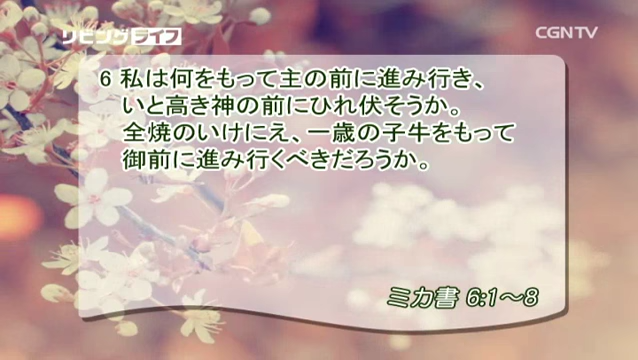 リビングライフ
CGNTV
6 私は何をもって主の前に進み行き、
いと高き神の前にひれ伏そうか。
全焼のいけにえ、一歳の子牛をもって
御前に進み行くべきだろうか。
ミカ書 6:1～8